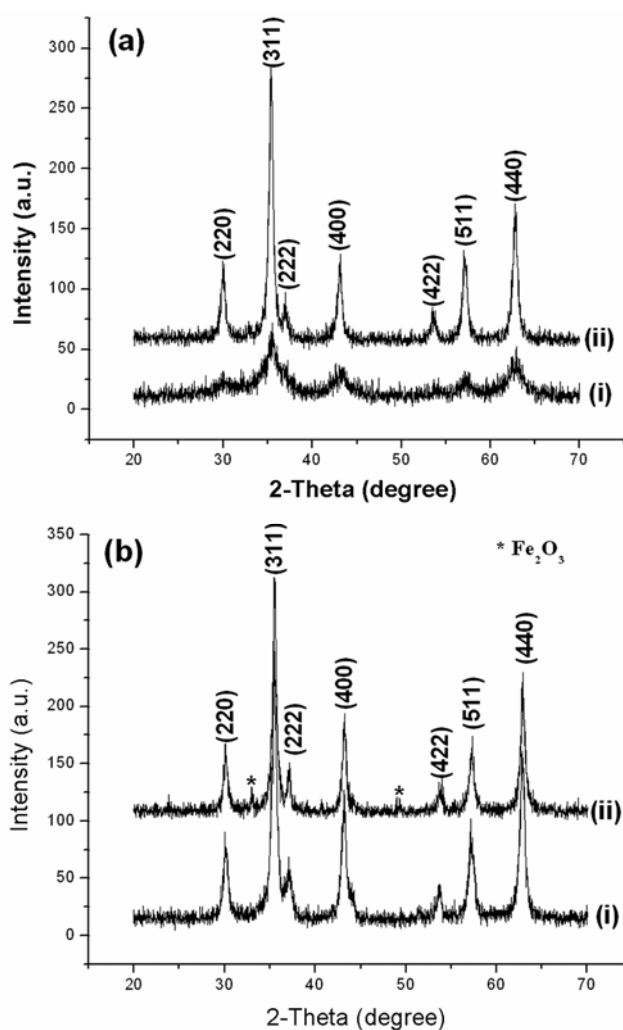 (a)
300
250
200
150
100
50
0
Intensity (a.u.)
(220)
(311)
(222)
(400)
(422)
(511)
(440)
(ii)
(i)
20 30 40 50 60 70
2-Theta (degree)
(b)
* Fe₂O₃
350
300
250
200
150
100
50
0
Intensity (a.u.)
(220)
*
(311)
(222)
(400)
*
(422)
(511)
(440)
(ii)
(i)
20 30 40 50 60 70
2-Theta (degree)